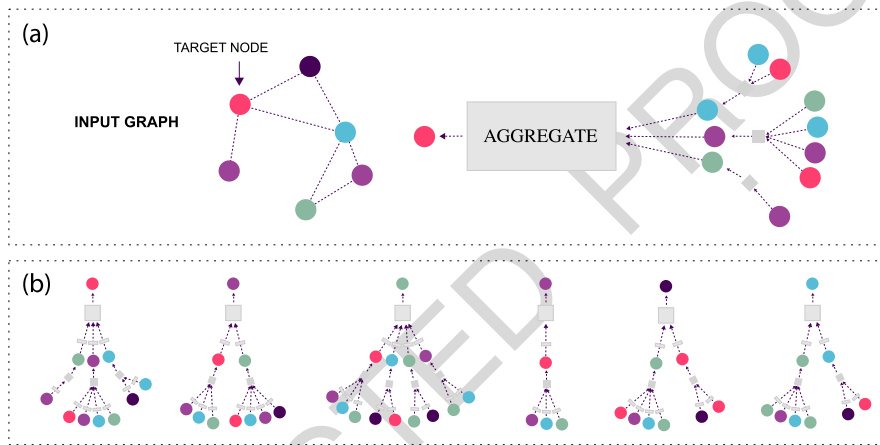 (a)
TARGET NODE
INPUT GRAPH
AGGREGATE
(b)